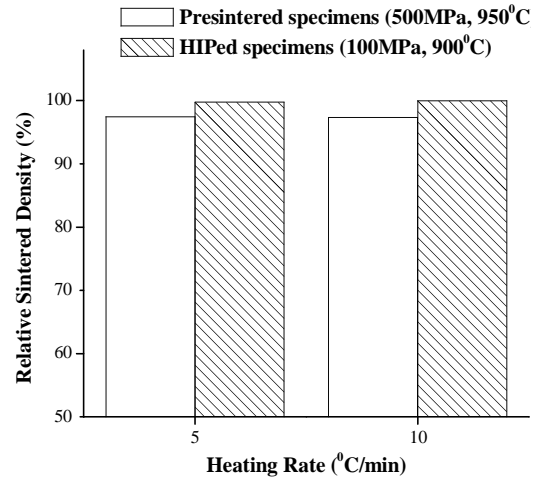 Presintered specimens (500MPa, 950⁰C
HIPed specimens (100MPa, 900⁰C)
Relative Sintered Density (%)
100
90
80
70
60
50
5
10
Heating Rate (⁰C/min)